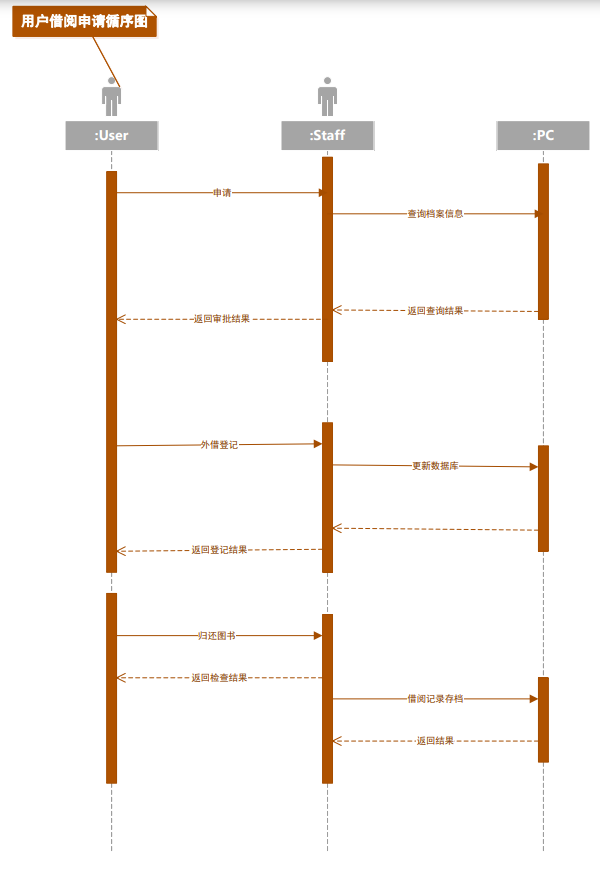 用户借阅申请循序图
:User
:Staff
:PC
申请
查询档案信息
返回查询结果
返回审批结果
外借登记
更新数据库
返回登记结果
归还图书
返回检查结果
借阅记录存档
返回结果